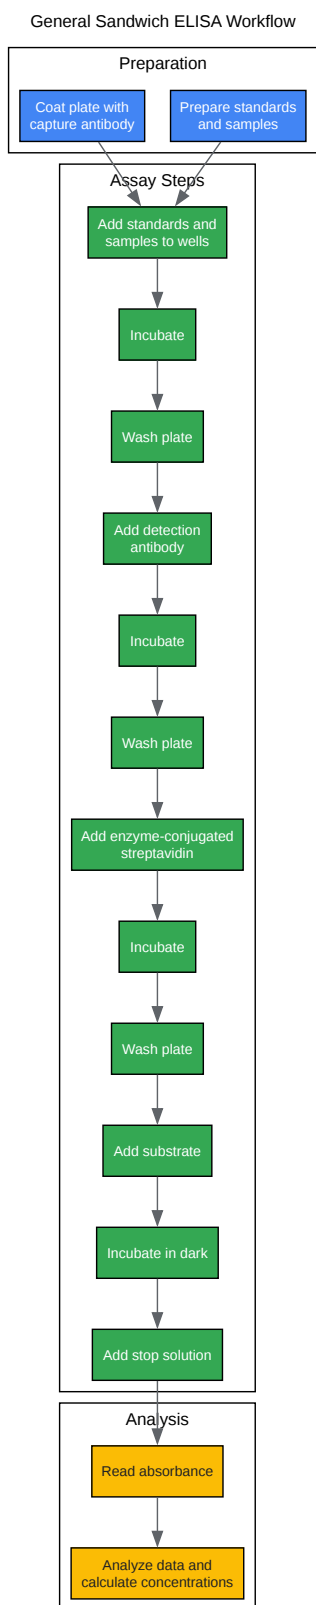 General Sandwich ELISA Workflow
Preparation
Coat plate with
capture antibody
Prepare standards
and samples
Assay Steps
Add standards and
samples to wells
Incubate
Wash plate
Add detection
antibody
Incubate
Wash plate
Add enzyme-conjugated
streptavidin
Incubate
Wash plate
Add substrate
Incubate in dark
Add stop solution
Analysis
Read absorbance
Analyze data and
calculate concentrations